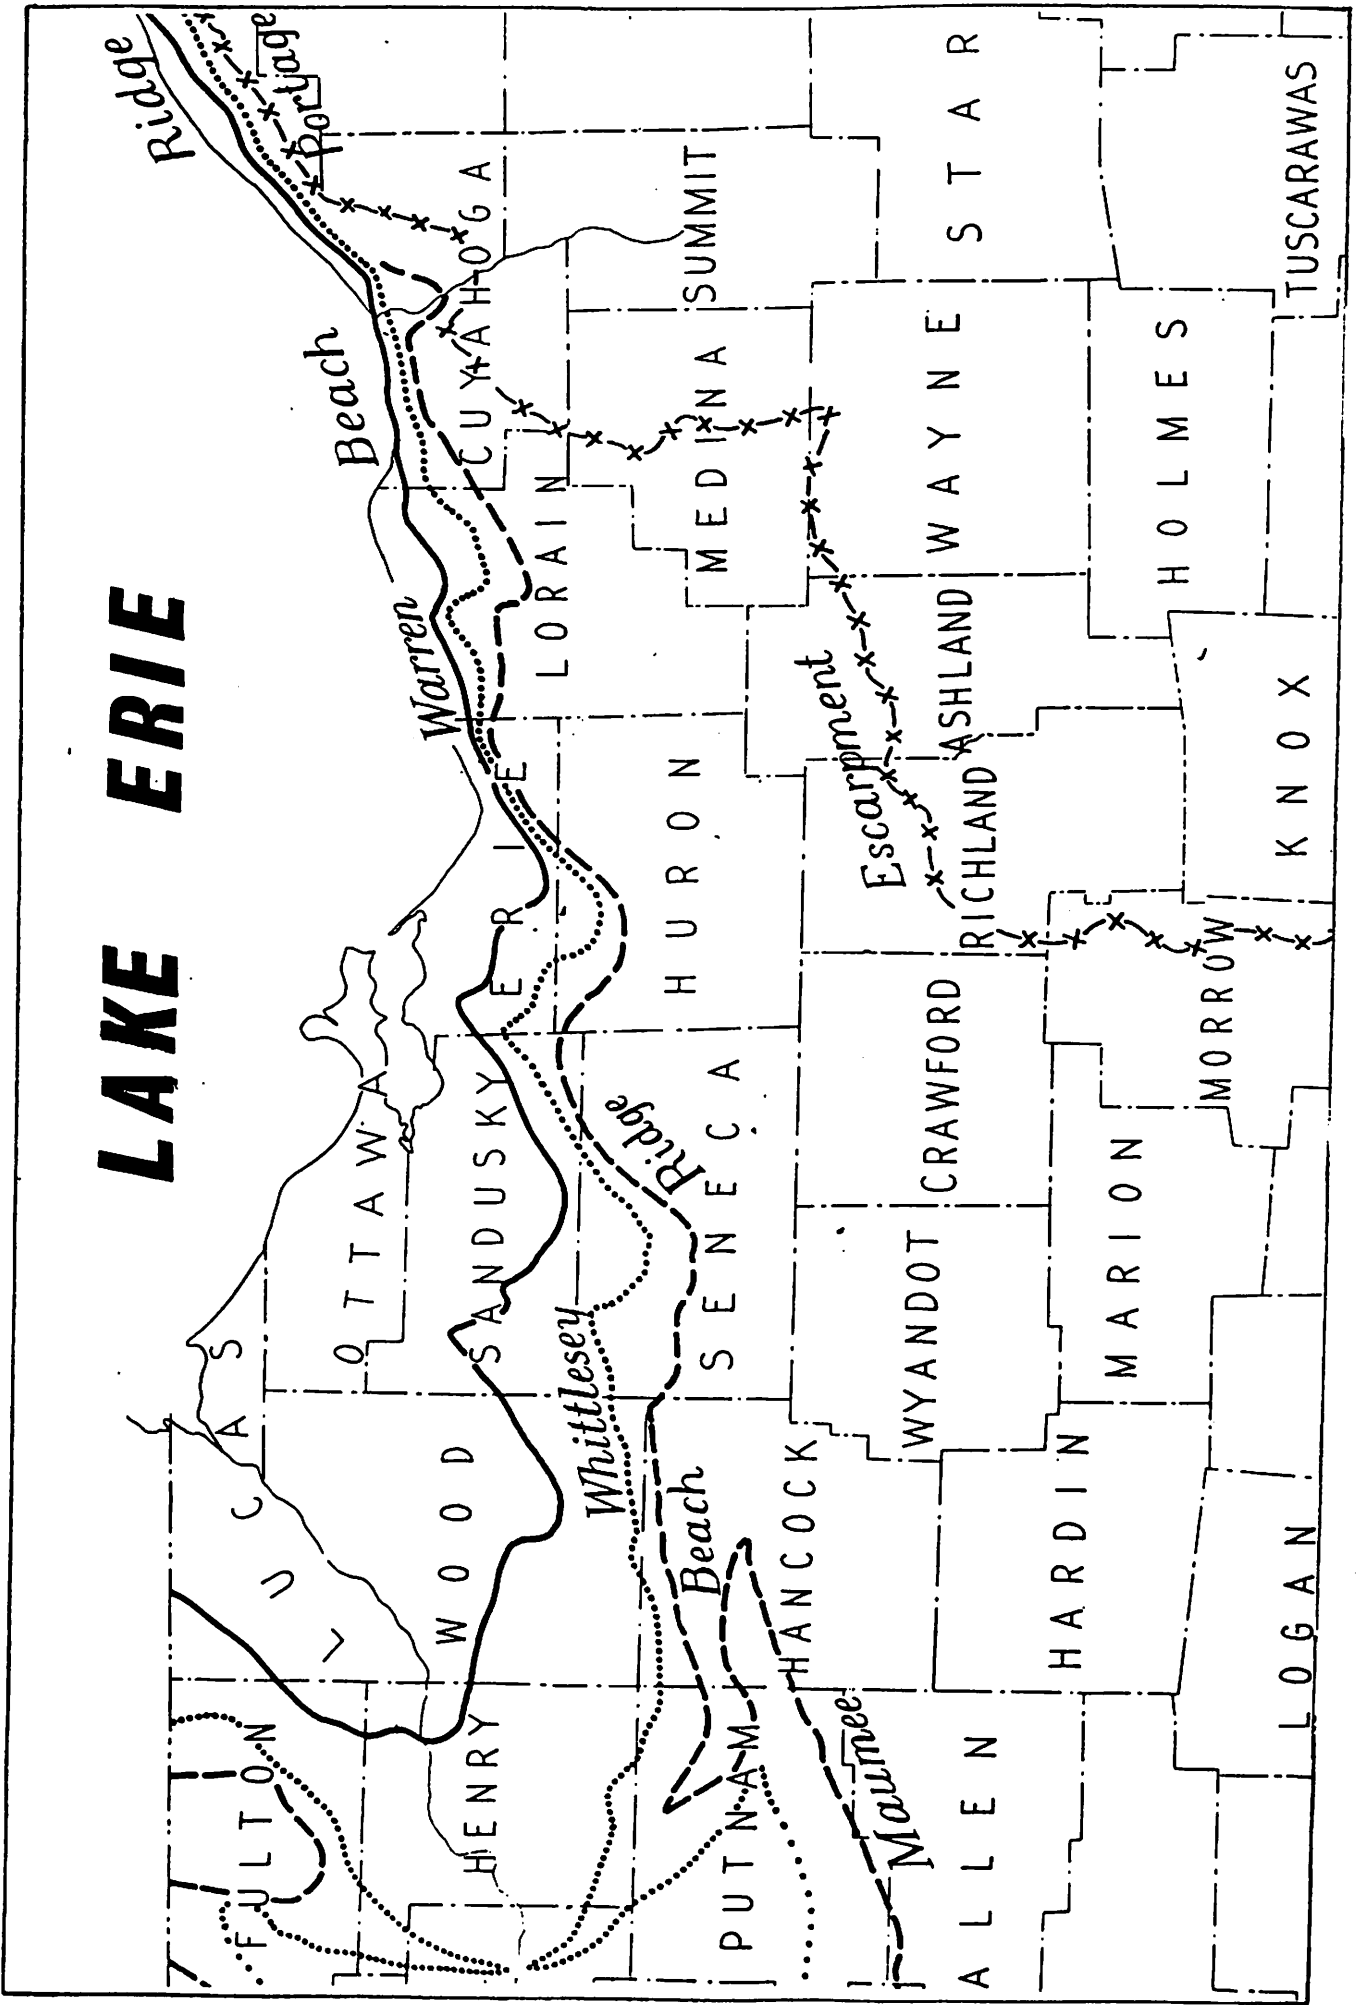 LAKE ERIE
Warren Beach Ridge
Whittlesey
Maumee Beach Ridge
Portage Escarpment
LUCAS
OTTAWA
FULTON
WOOD
SANDUSKY
ERIE
LORAIN
CUYAHOGA
HENRY
SENECA
HURON
MEDINA
SUMMIT
PUTNAM
HANCOCK
WYANDOT
CRAWFORD
RICHLAND
ASHLAND
WAYNE
STAR
ALLEN
HARDIN
MARION
MORROW
KNOX
HOLMES
TUSCARAWAS
LOGAN